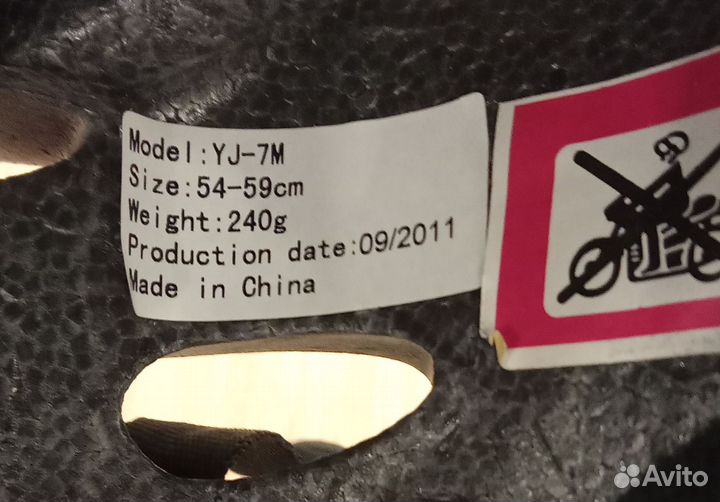 Model:YJ-7M
Size:54-59cm
Weight:240g
Production date:09/2011
Made in China
Avito